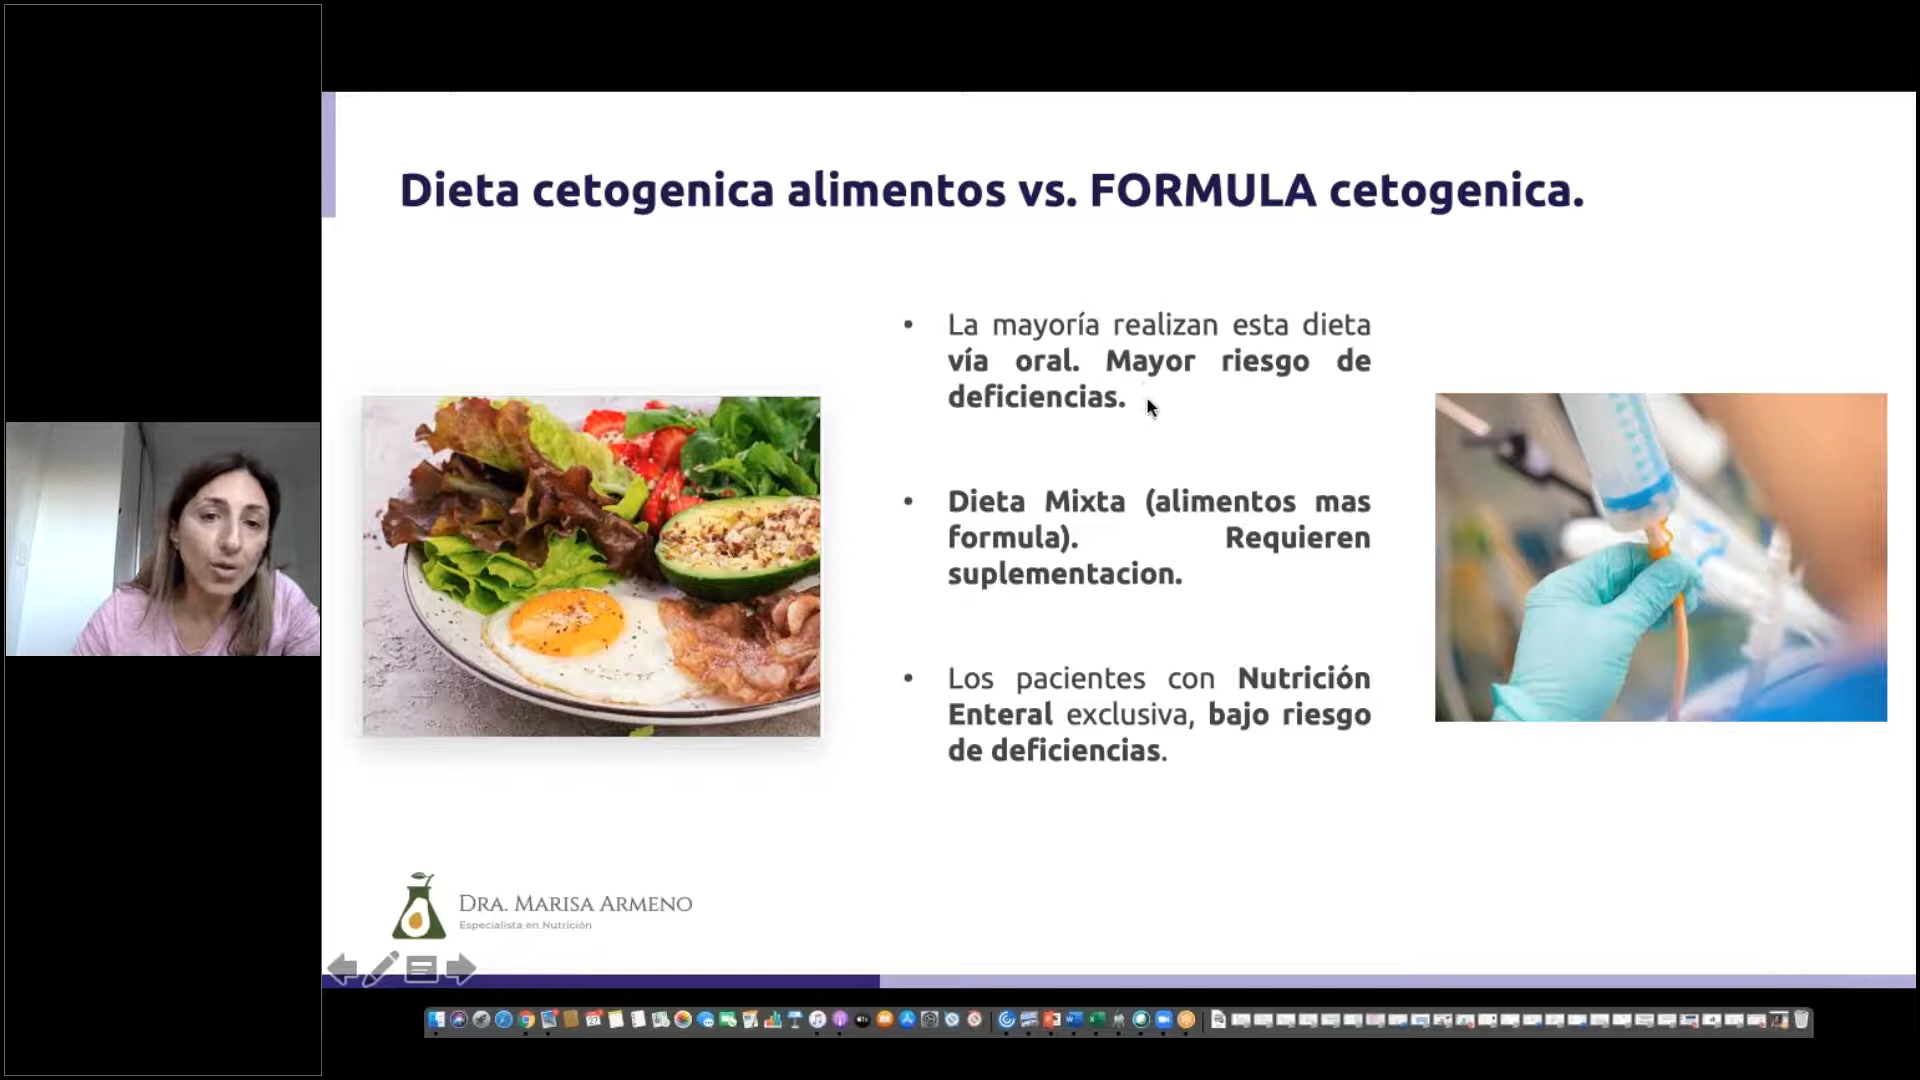 Dieta cetogenica alimentos vs. FORMULA cetogenica.
• La mayoría realizan esta dieta
vía oral. Mayor riesgo de
deficiencias.
• Dieta Mixta (alimentos mas
formula). Requieren
suplementacion.
• Los pacientes con Nutrición
Enteral exclusiva, bajo riesgo
de deficiencias.
DRA. MARISA ARMENO
Especialista en Nutrición